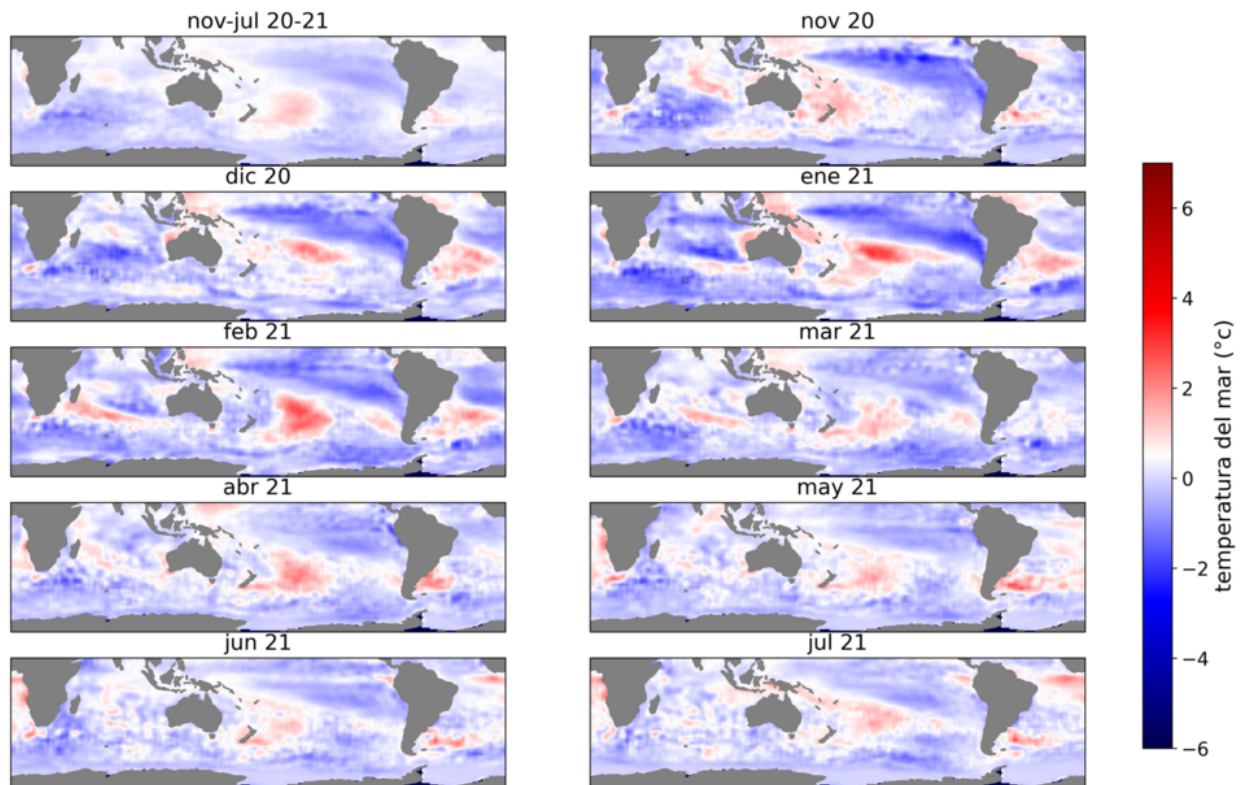 nov-jul 20-21
nov 20
dic 20
ene 21
feb 21
mar 21
abr 21
may 21
jun 21
jul 21
6
4
2
0
−2
−4
−6
temperatura del mar (°c)